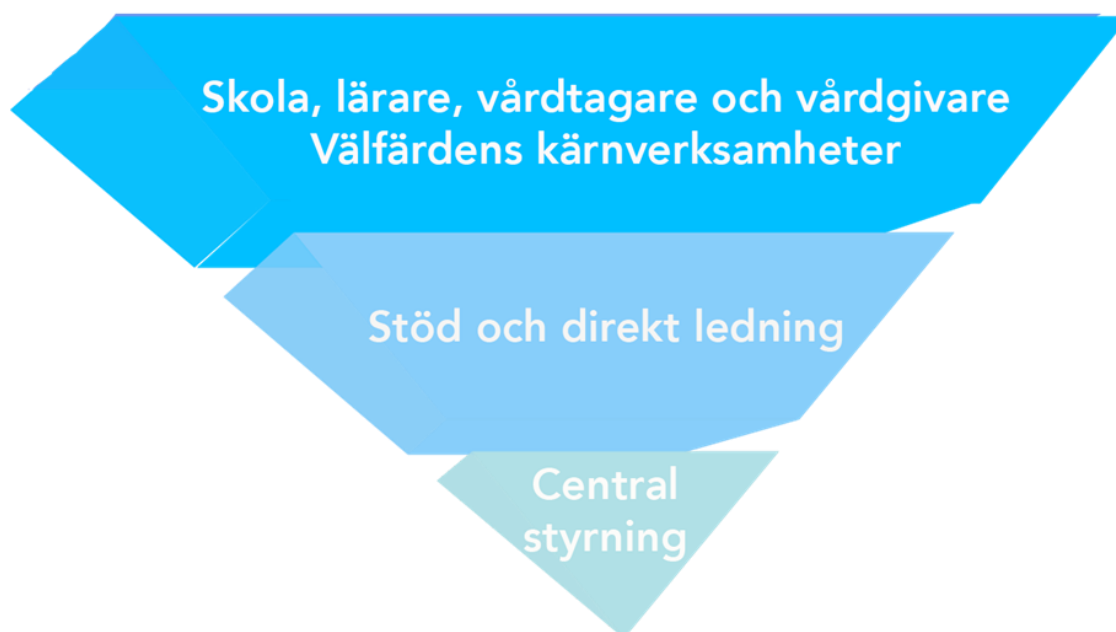 Skola, lärare, vårdtagare och vårdgivare
Välfärdens kärnverksamheter
Stöd och direkt ledning
Central
styrning